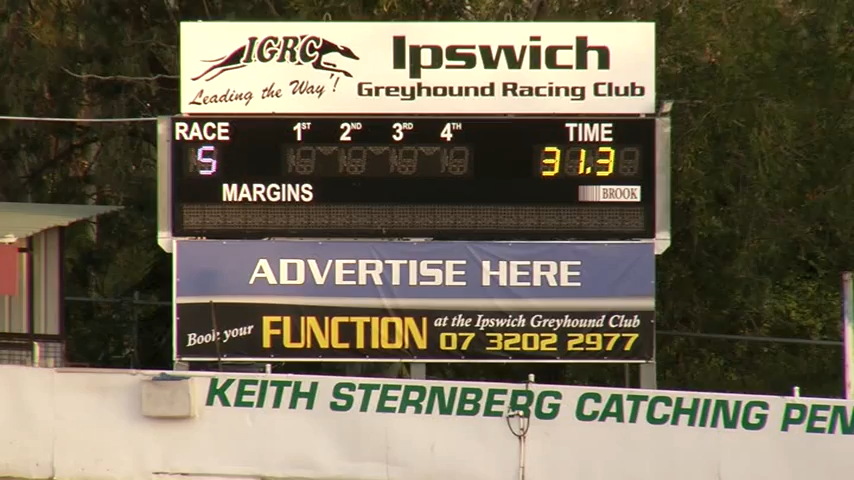 IGRC
Leading the Way!
Ipswich
Greyhound Racing Club
RACE 1ST 2ND 3RD 4TH TIME
5 31.3
MARGINS BROOK
ADVERTISE HERE
Book your FUNCTION at the Ipswich Greyhound Club
07 3202 2977
KEITH STERNBERG CATCHING PEN